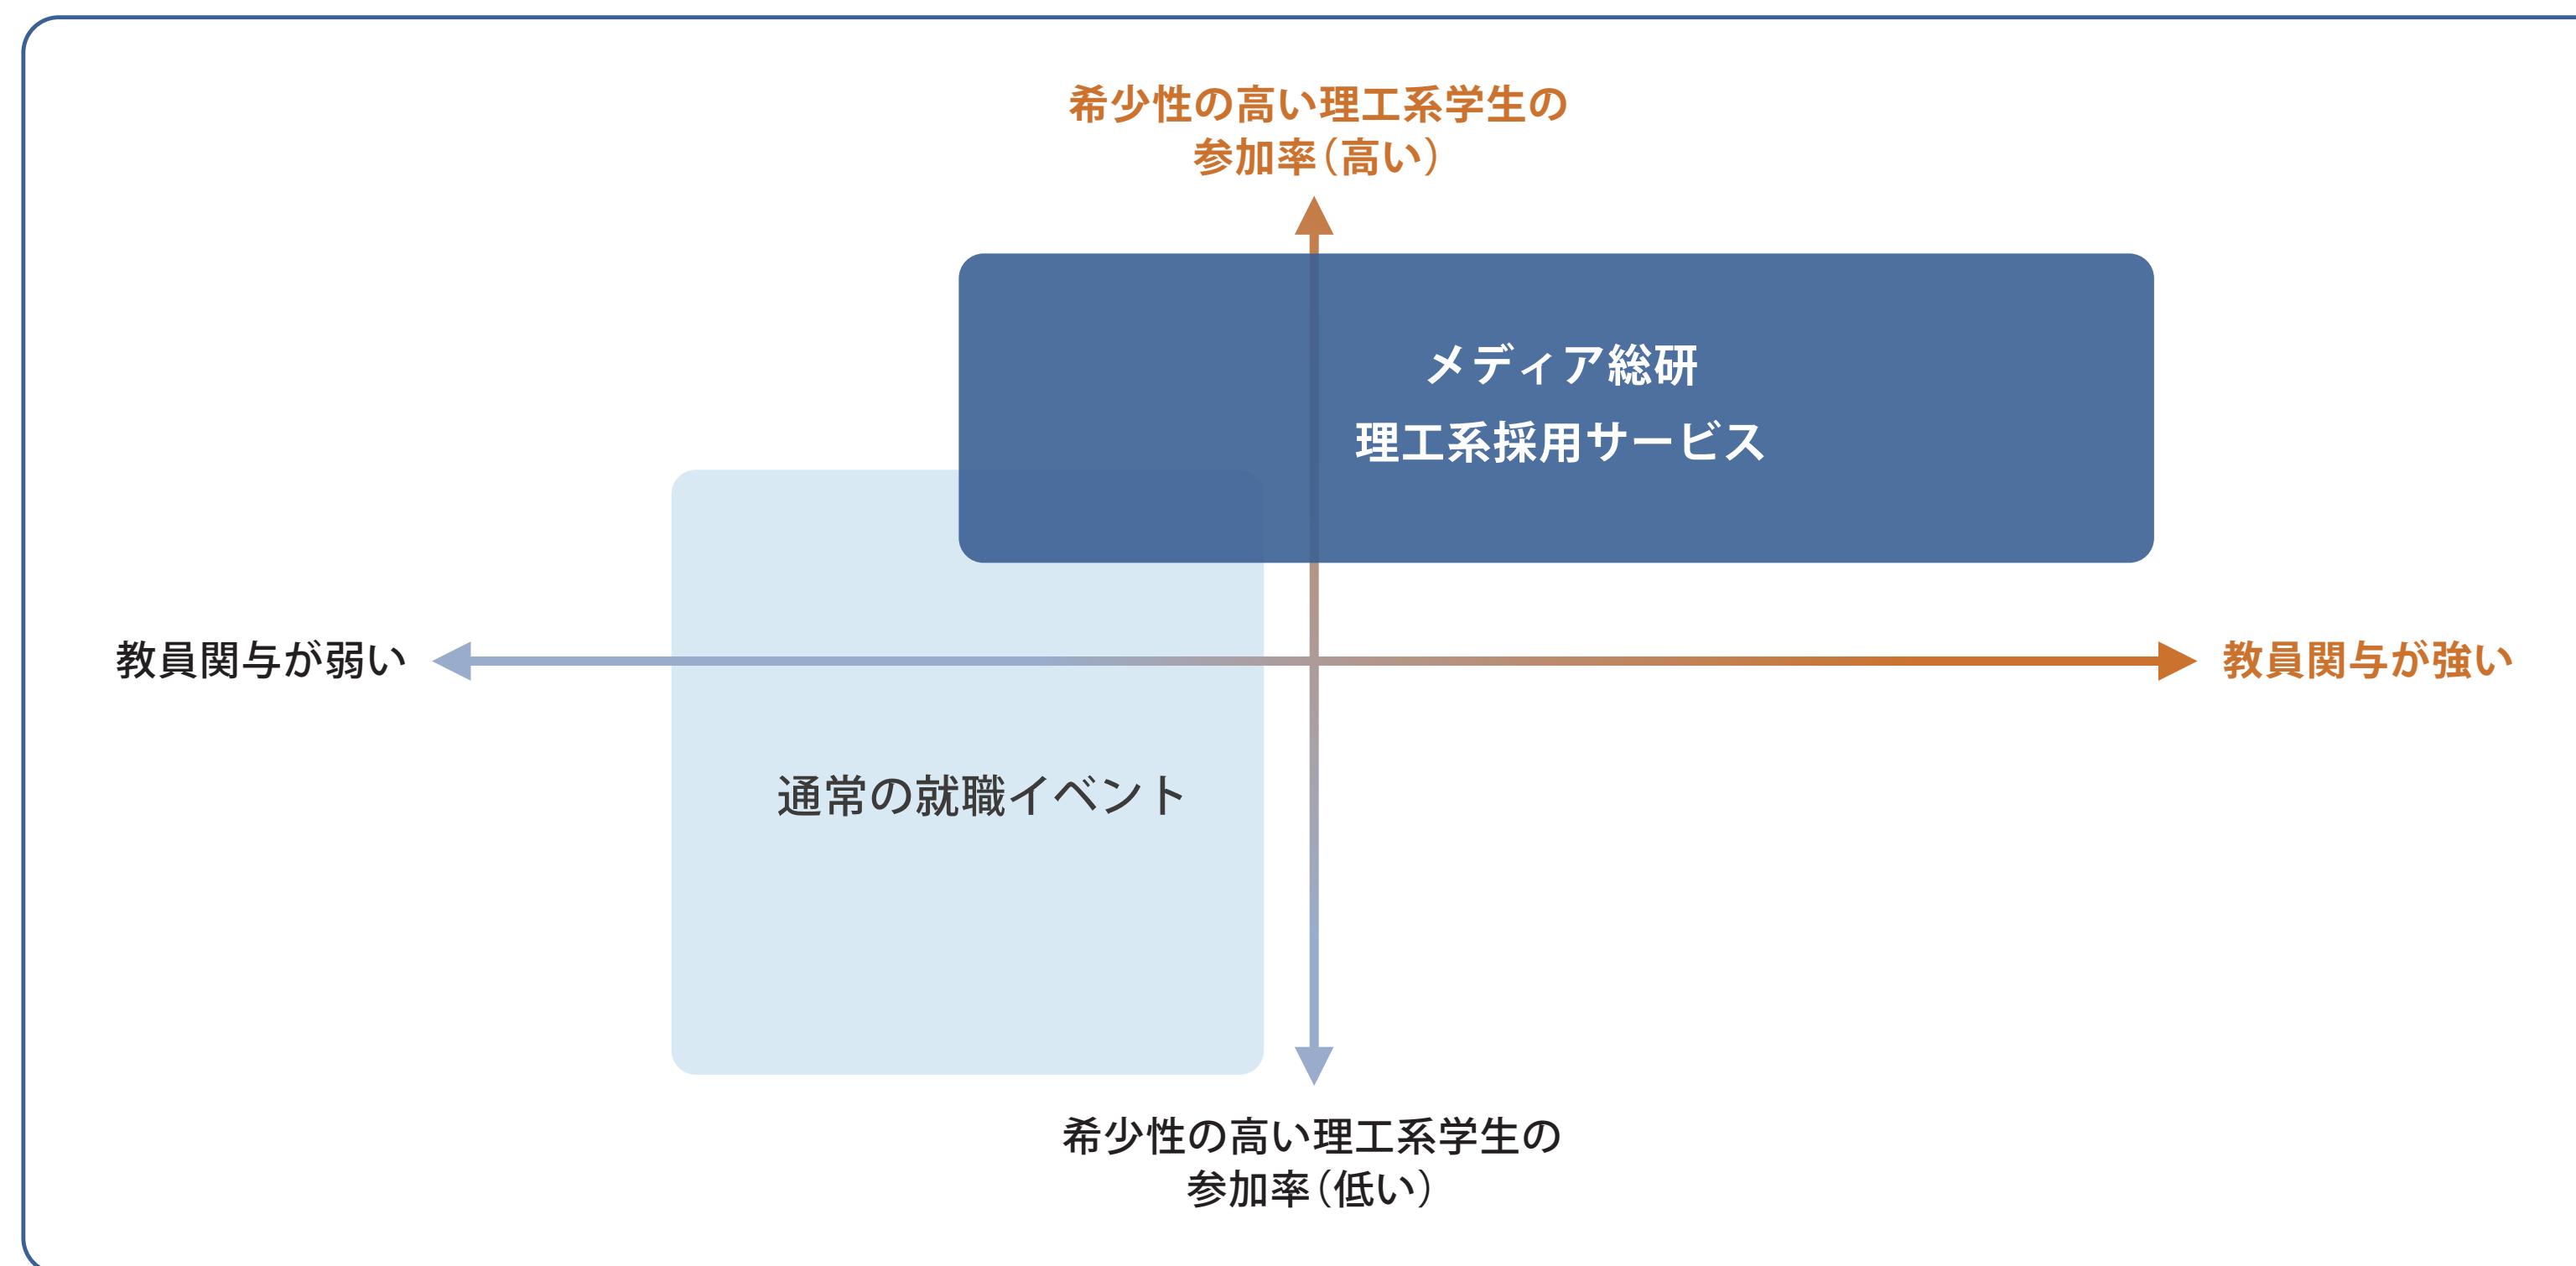 希少性の高い理工系学生の
参加率（高い）
メディア総研
理工系採用サービス
教員関与が弱い
教員関与が強い
通常の就職イベント
希少性の高い理工系学生の
参加率（低い）